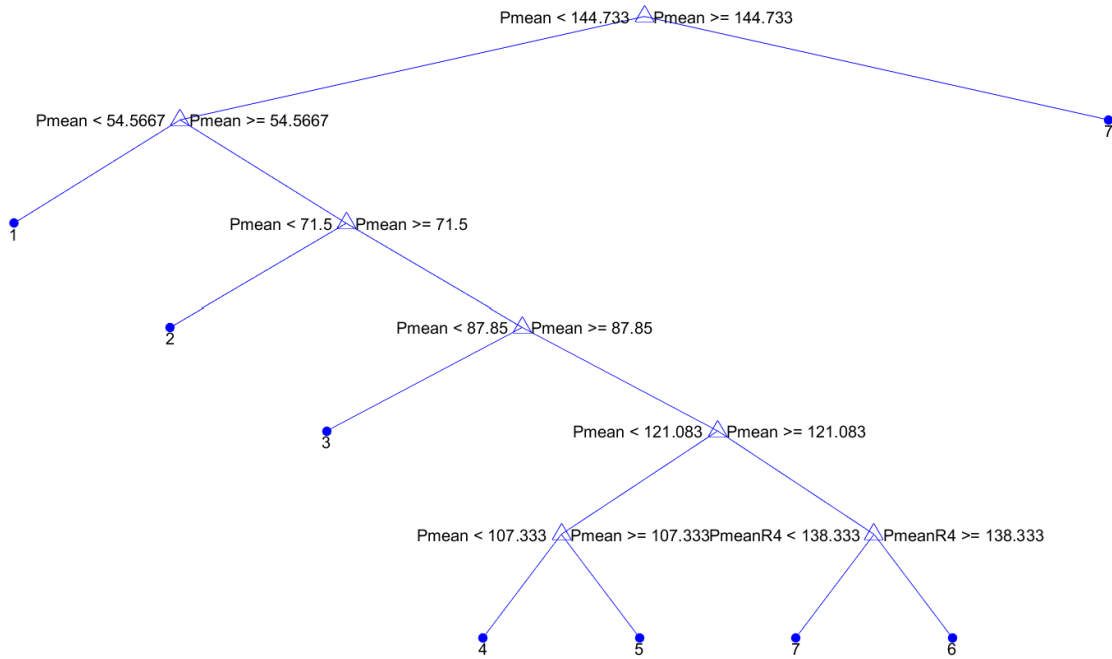 Pmean < 144.733 Pmean >= 144.733
Pmean < 54.5667 Pmean >= 54.5667
7
1
Pmean < 71.5 Pmean >= 71.5
2
Pmean < 87.85 Pmean >= 87.85
3
Pmean < 121.083 Pmean >= 121.083
Pmean < 107.333 Pmean >= 107.333PmeanR4 < 138.333 PmeanR4 >= 138.333
4 5 7 6